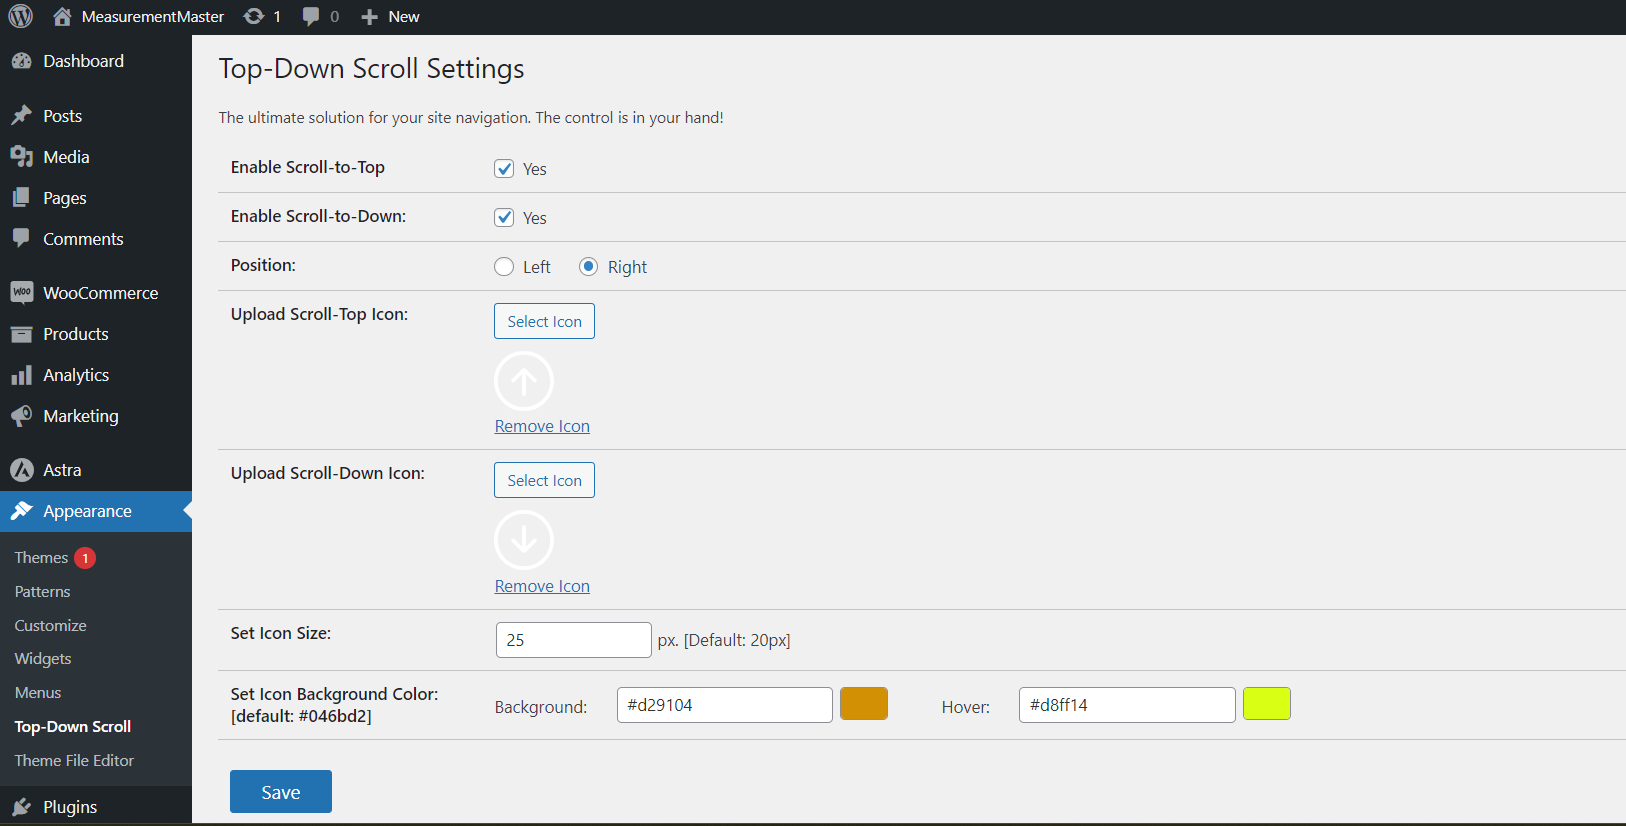 MeasurementMaster 1 0 New
Dashboard
Posts
Media
Pages
Comments
WOO WooCommerce
Products
Analytics
Marketing
Astra
Appearance
Themes 1
Patterns
Customize
Widgets
Menus
Top-Down Scroll
Theme File Editor
Plugins
Top-Down Scroll Settings
The ultimate solution for your site navigation. The control is in your hand!
Enable Scroll-to-Top Yes
Enable Scroll-to-Down: Yes
Position: Left Right
Upload Scroll-Top Icon: Select Icon
Remove Icon
Upload Scroll-Down Icon: Select Icon
Remove Icon
Set Icon Size: 25 px. [Default: 20px]
Set Icon Background Color:
[default: #046bd2]
Background: #d29104 Hover: #d8ff14
Save